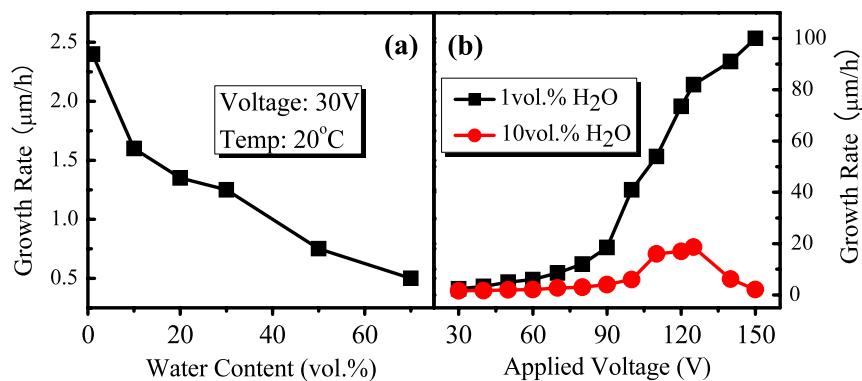 (a)
Voltage: 30V
Temp: 20°C
Growth Rate (μm/h)
2.5
2.0
1.5
1.0
0.5
0
20
40
60
Water Content (vol.%)
(b)
1vol.% H₂O
10vol.% H₂O
30
60
90
120
150
Applied Voltage (V)
100
80
60
40
20
0
Growth Rate (μm/h)